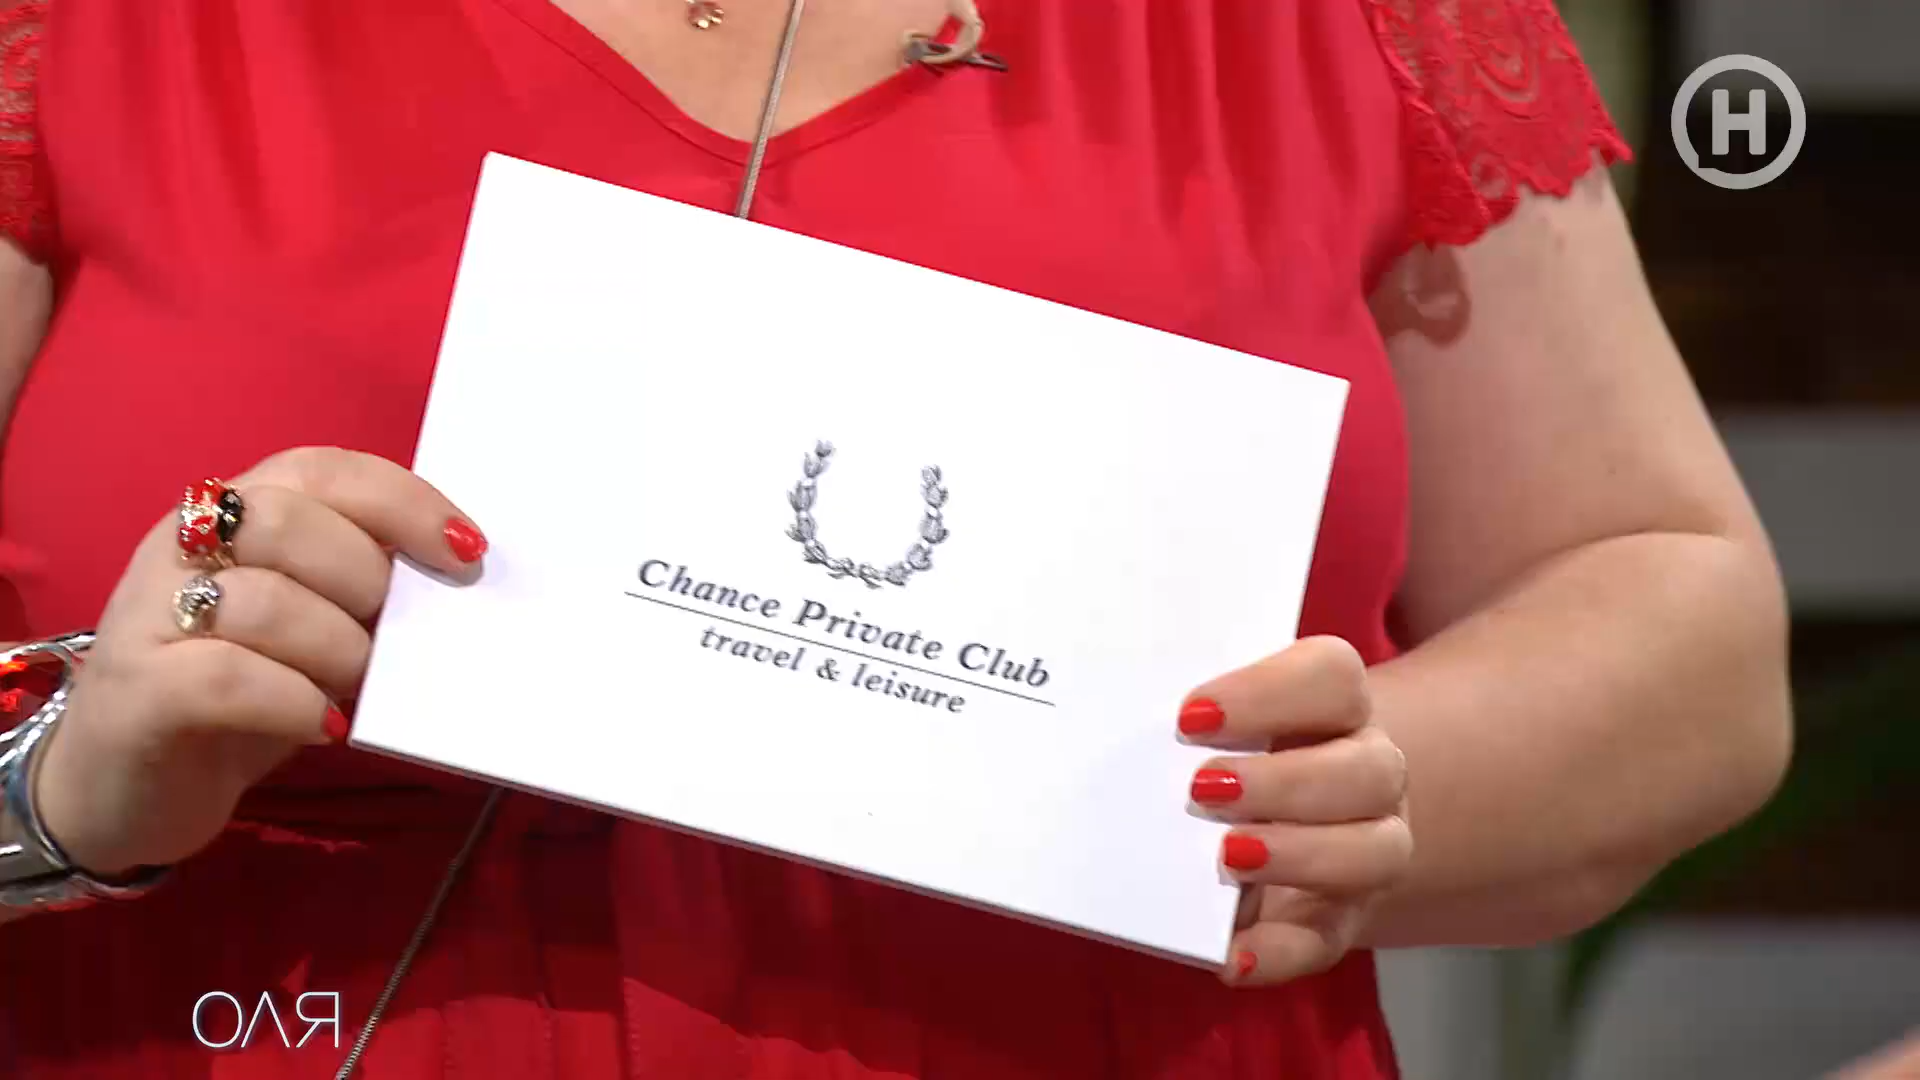 H
Chance Private Club
travel & leisure
ОЛЯ